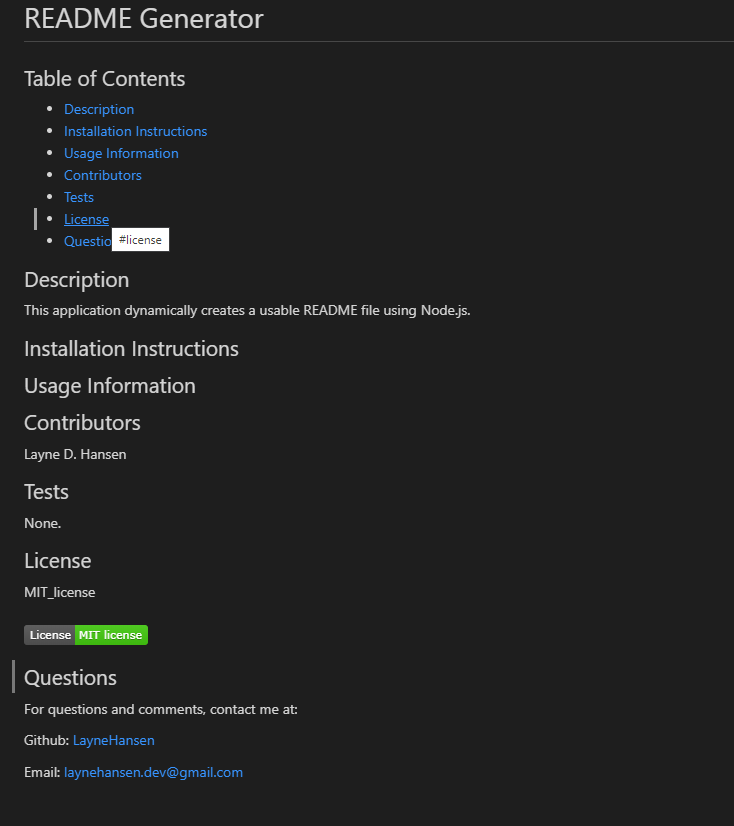 README Generator
Table of Contents
Description
Installation Instructions
Usage Information
Contributors
Tests
License
Questio
#license
Description
This application dynamically creates a usable README file using Node.js.
Installation Instructions
Usage Information
Contributors
Layne D. Hansen
Tests
None.
License
MIT_license
License MIT license
Questions
For questions and comments, contact me at:
Github: LayneHansen
Email: laynehansen.dev@gmail.com